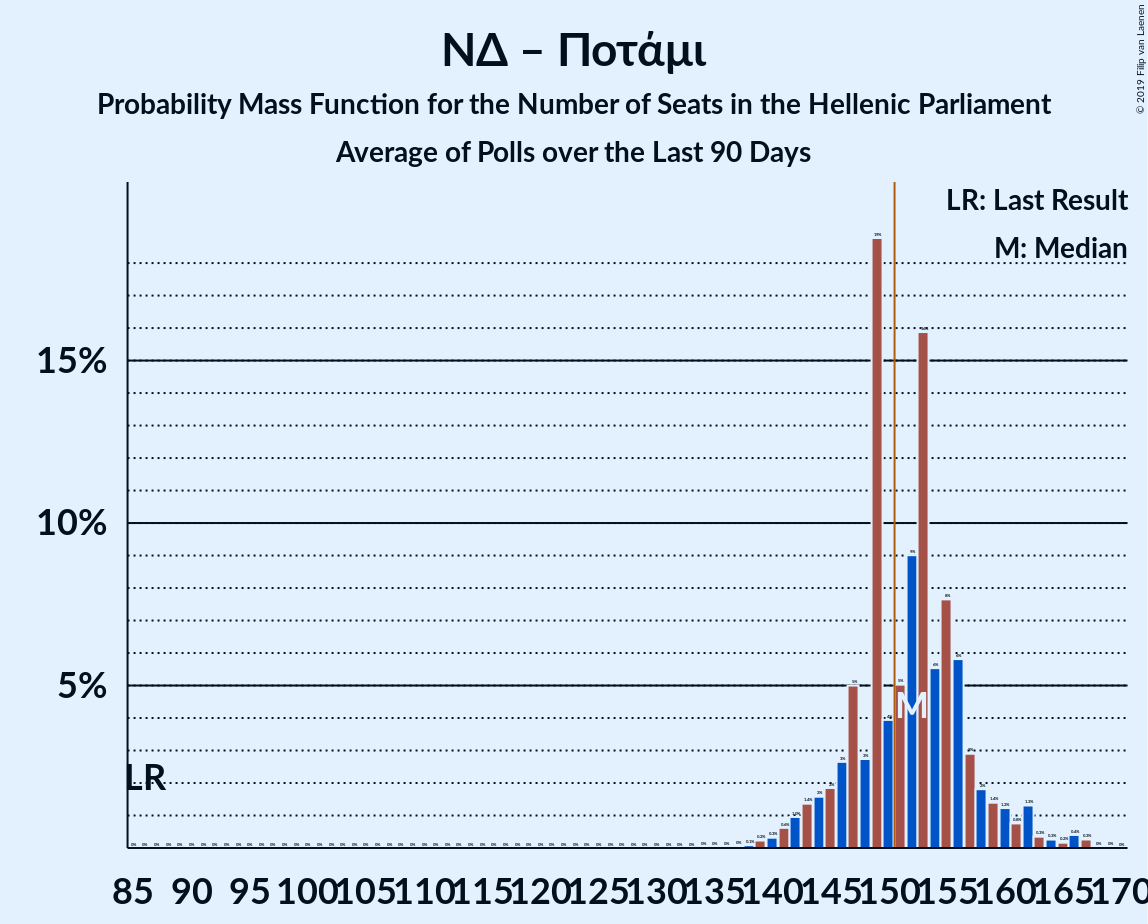 ΝΔ – Ποτάμι
Probability Mass Function for the Number of Seats in the Hellenic Parliament
Average of Polls over the Last 90 Days
© 2019 Filip van Laenen
LR: Last Result
M: Median
15%
10%
5%
LR
M
85 90 95 100 105 110 115 120 125 130 135 140 145 150 155 160 165 170